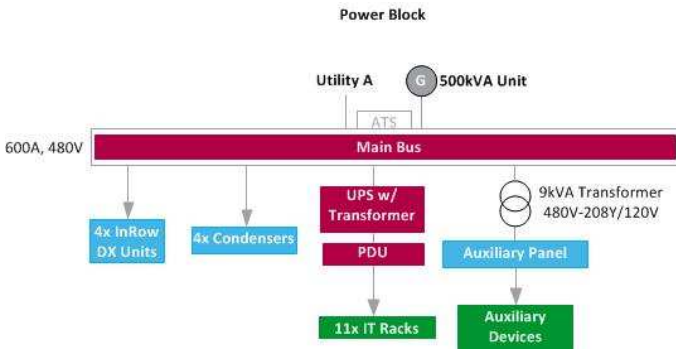 Power Block
Utility A
G
500kVA Unit
ATS
600A, 480V
Main Bus
4x InRow
DX Units
4x Condensers
UPS w/
Transformer
PDU
11x IT Racks
9kVA Transformer
480V-208Y/120V
Auxiliary Panel
Auxiliary
Devices